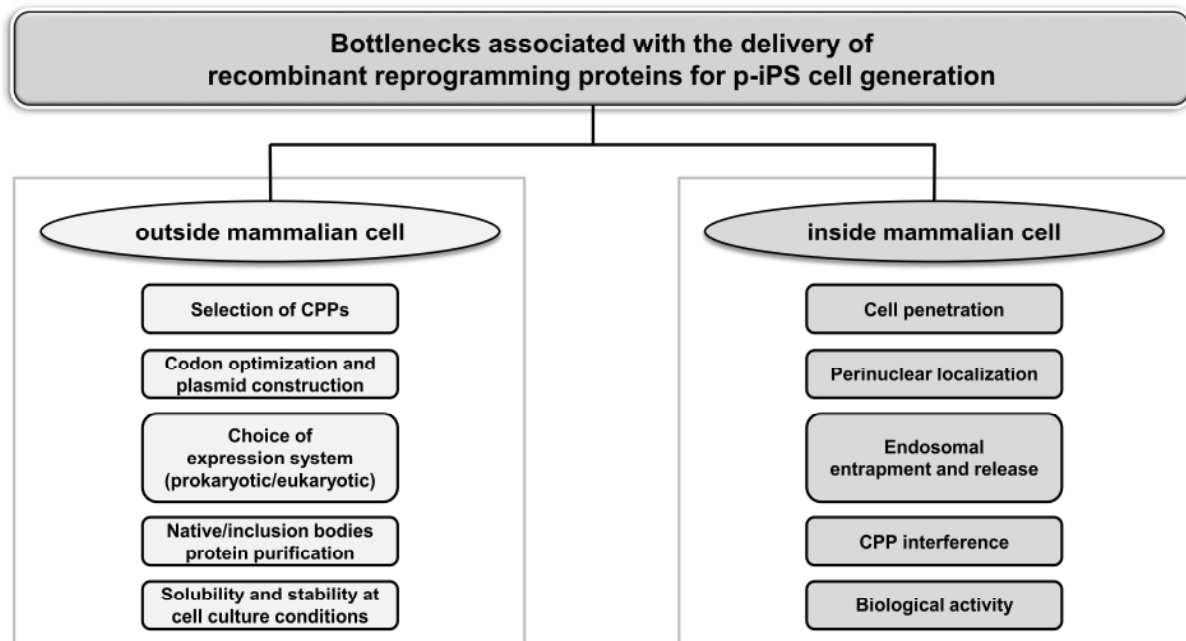 Bottlenecks associated with the delivery of
recombinant reprogramming proteins for p-iPS cell generation
outside mammalian cell
Selection of CPPs
Codon optimization and
plasmid construction
Choice of
expression system
(prokaryotic/eukaryotic)
Native/inclusion bodies
protein purification
Solubility and stability at
cell culture conditions
inside mammalian cell
Cell penetration
Perinuclear localization
Endosomal
entrapment and release
CPP interference
Biological activity